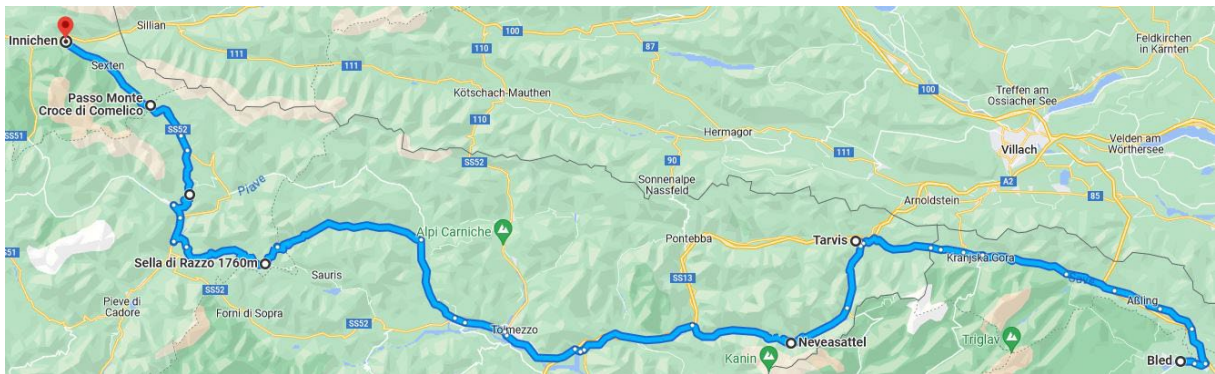 Sillian
Innichen
100
111
110
87
Feldkirchen
in Kärnten
Sexten
111
Treffen am
Ossiacher See
Passo Monte
Croce di Comelico
Kötschach-Mauthen
100
SS51
SS52
110
Hermagor
111
Velden am
Wörthersee
Villach
SS52
90
A2
85
Piave
Sonnenalpe
Nassfeld
Arnoldstein
Alpi Carniche
Pontebba
Tarvis
SS51
Sella di Razzo 1760m
Sauris
Kranjska Gora
SS13
SS52
Pieve di
Cadore
Forni di Sopra
SS52
Tolmezzo
Aßling
Neveasattel
Triglav
Kanin
Bled